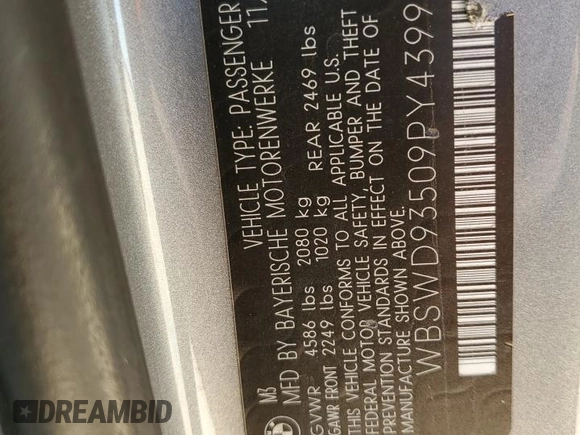 M3
VEHICLE TYPE: PASSENGER
MFD BY BAYERISCHE MOTORENWERKE 11
GVWR 4586 lbs 2080 kg
GAWR FRONT 2249 lbs 1020 kg REAR 2469 lbs
THIS VEHICLE CONFORMS TO ALL APPLICABLE U.S.
FEDERAL MOTOR VEHICLE SAFETY, BUMPER AND THEFT
PREVENTION STANDARDS IN EFFECT ON THE DATE OF
MANUFACTURE SHOWN ABOVE.
WBSWD93509PY4399
DREAMBID